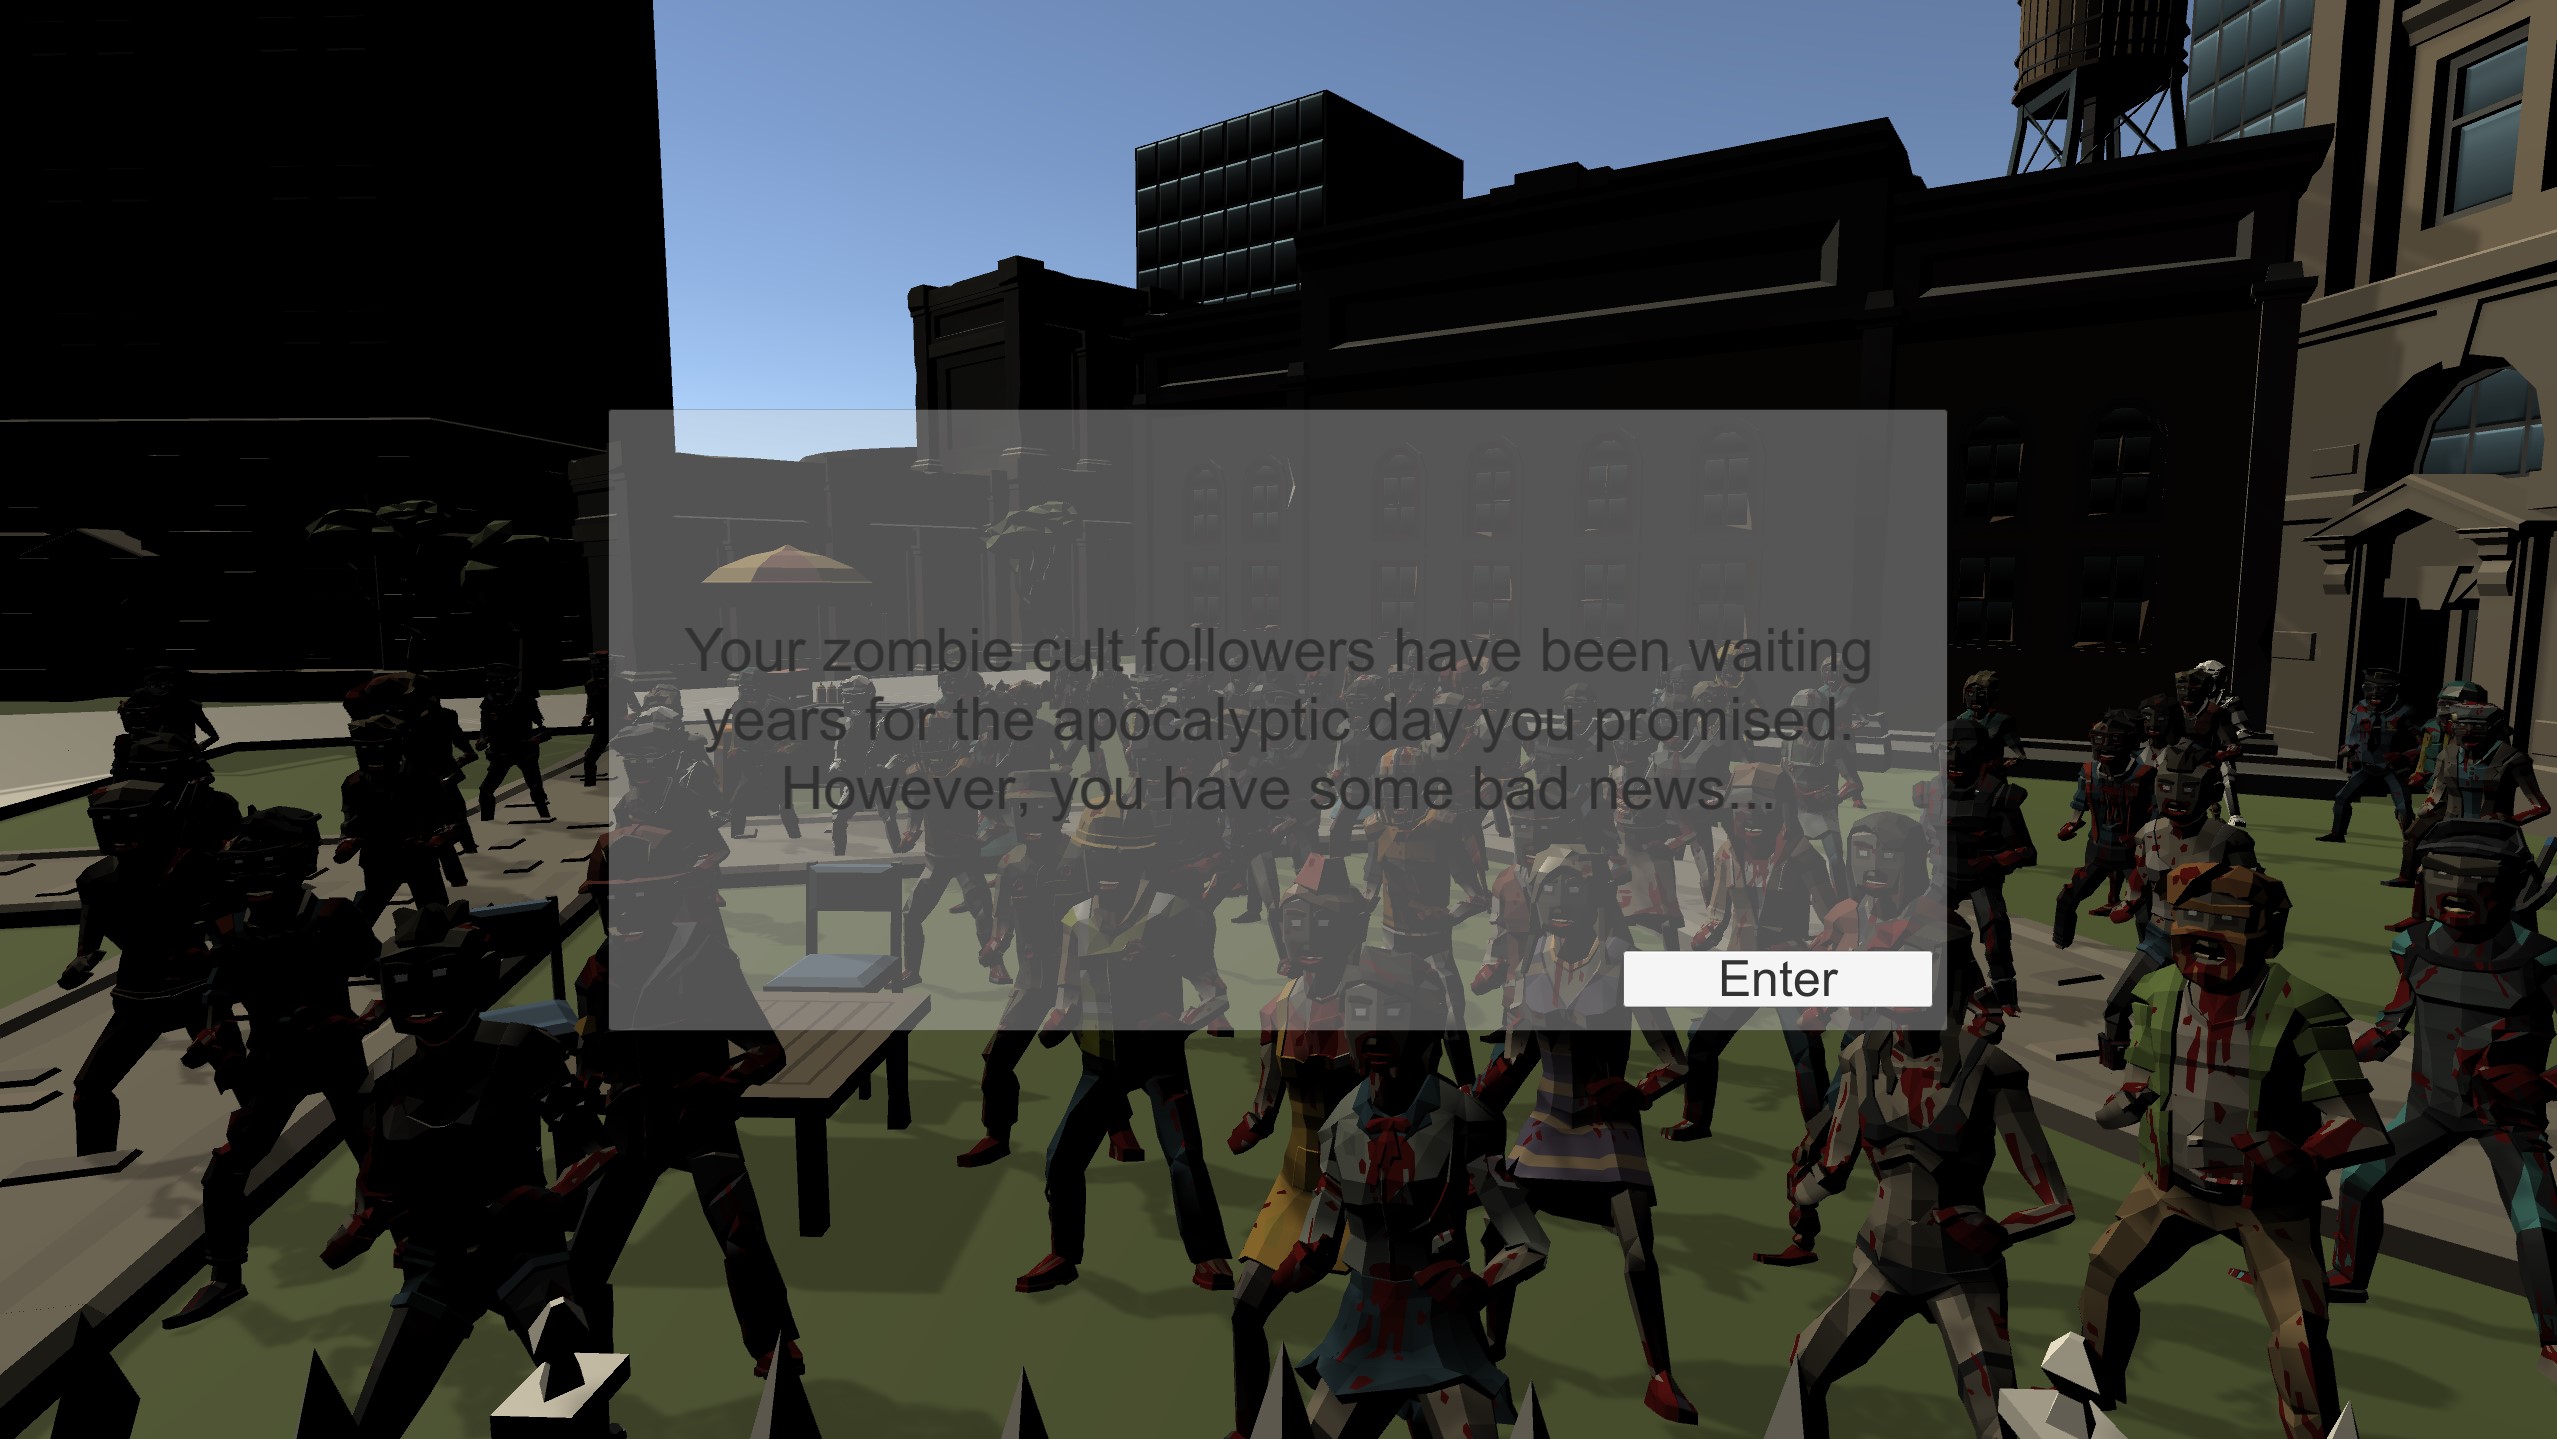 Your zombie cult followers have been waiting
years for the apocalyptic day you promised.
However, you have some bad news...
Enter